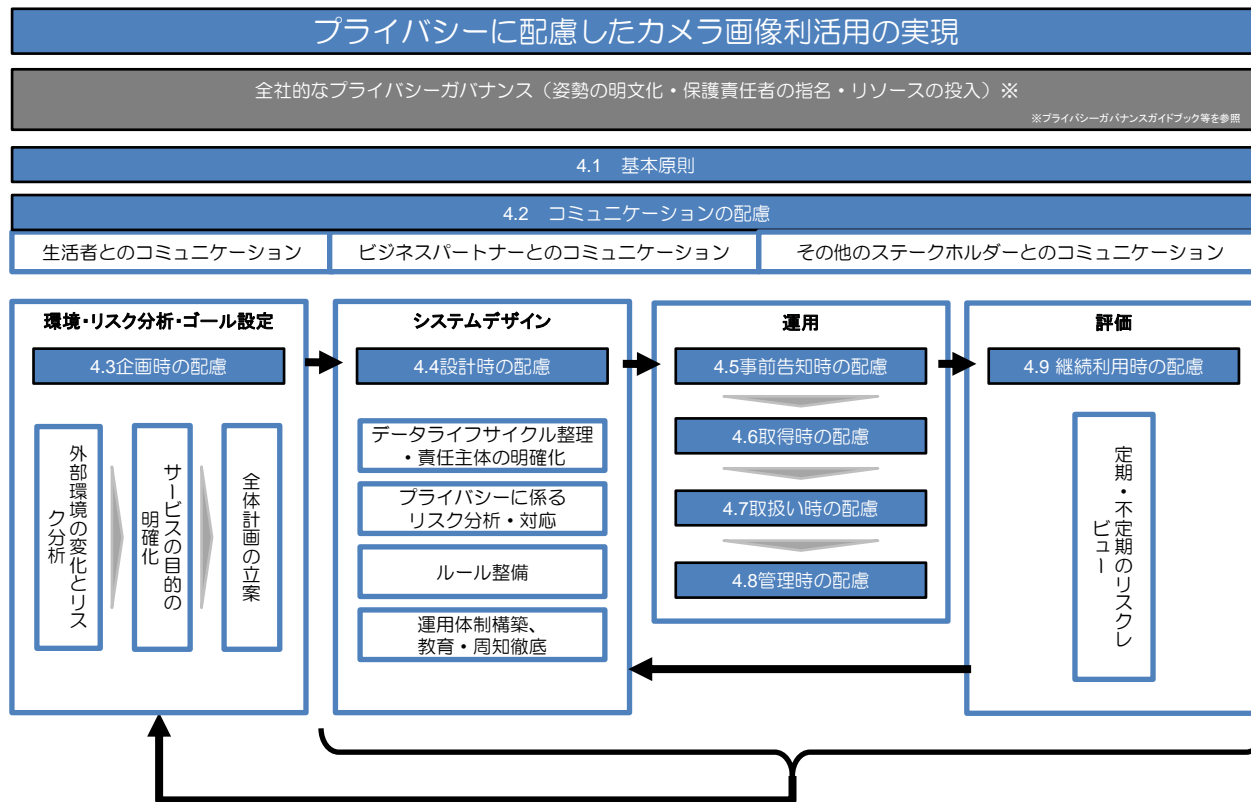 プライバシーに配慮したカメラ画像利活用の実現
全社的なプライバシーガバナンス（姿勢の明文化・保護責任者の指名・リソースの投入）※
※プライバシーガバナンスガイドブック等を参照
4.1　基本原則
4.2　コミュニケーションの配慮
生活者とのコミュニケーション
ビジネスパートナーとのコミュニケーション
その他のステークホルダーとのコミュニケーション
環境・リスク分析・ゴール設定
4.3企画時の配慮
外部環境の変化とリス
ク分析
サービスの目的の
明確化
全体計画の立案
システムデザイン
4.4設計時の配慮
データライフサイクル整理
・責任主体の明確化
プライバシーに係る
リスク分析・対応
ルール整備
運用体制構築、
教育・周知徹底
運用
4.5事前告知時の配慮
4.6取得時の配慮
4.7取扱い時の配慮
4.8管理時の配慮
評価
4.9 継続利用時の配慮
定期・不定期のリスクレ
ビュー